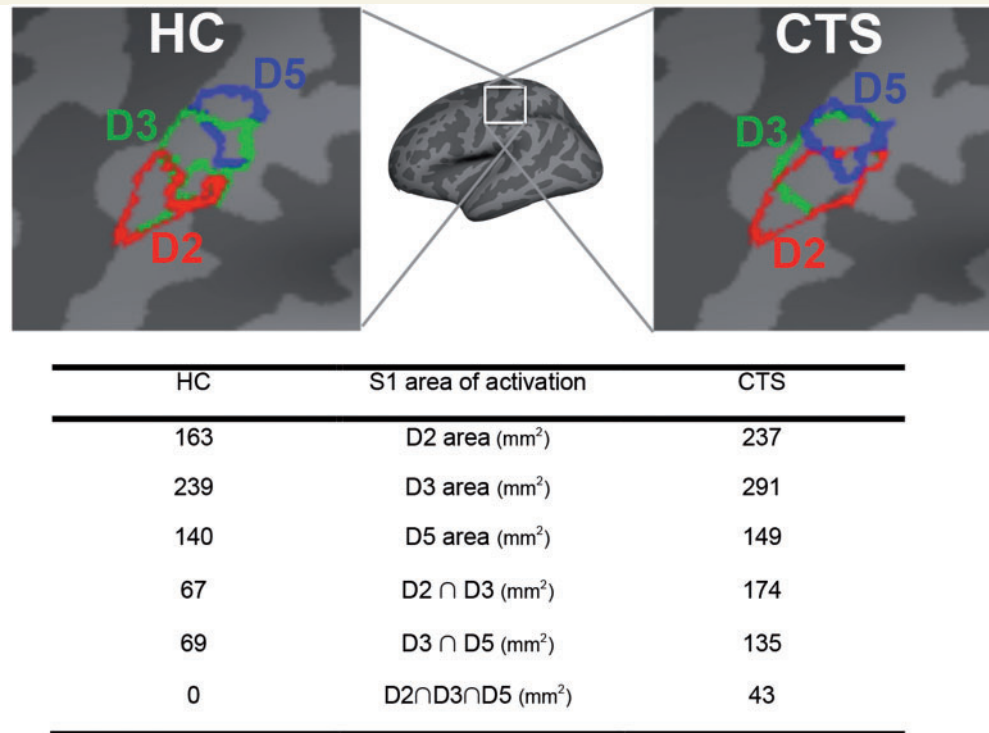 HC CTS
D5 D5
D3 D3
D2 D2
HC S1 area of activation CTS
163 D2 area (mm²) 237
239 D3 area (mm²) 291
140 D5 area (mm²) 149
67 D2 ∩ D3 (mm²) 174
69 D3 ∩ D5 (mm²) 135
0 D2∩D3∩D5 (mm²) 43